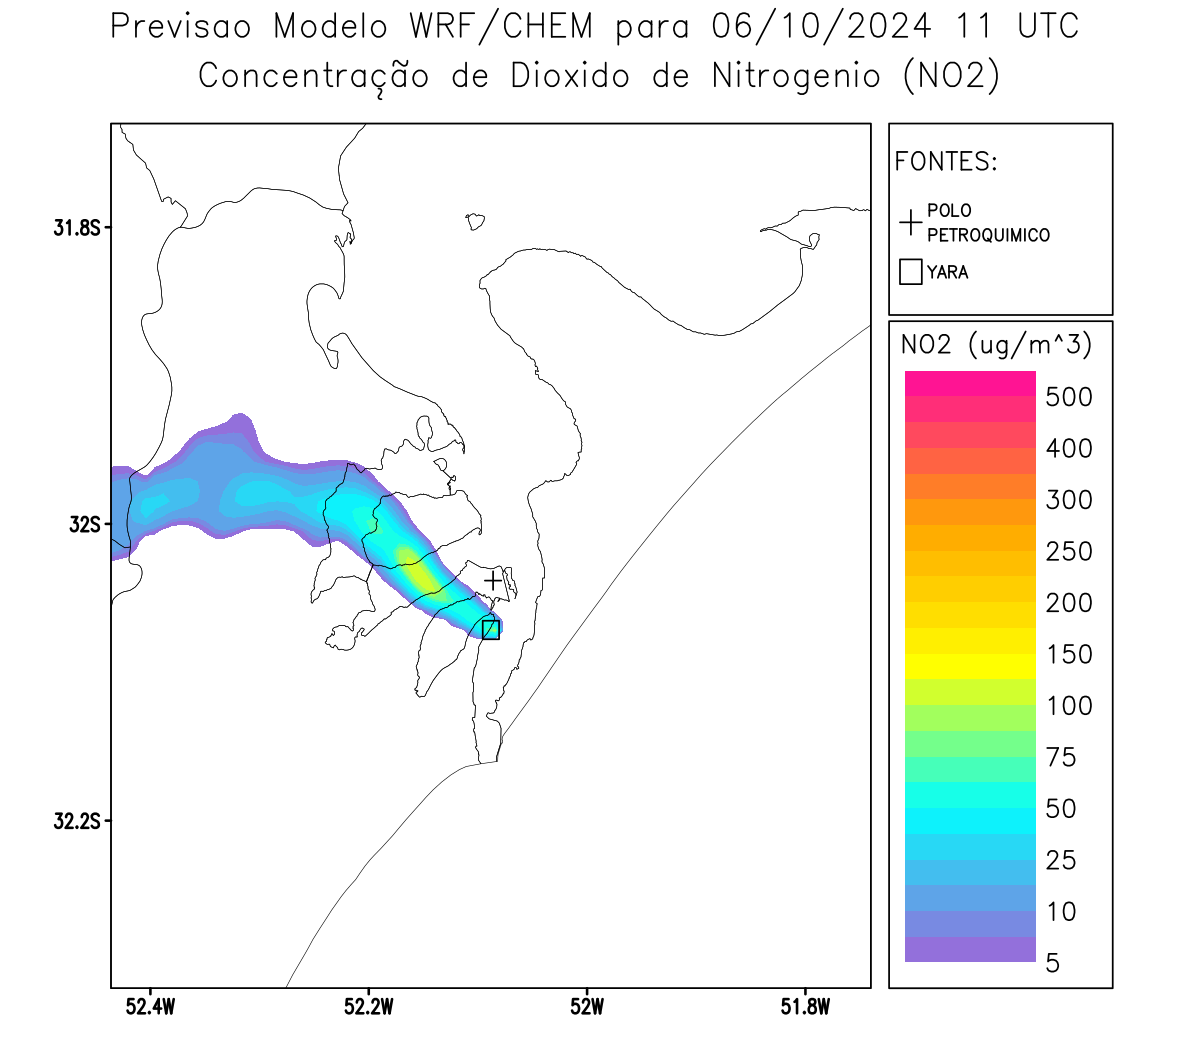 Previsao Modelo WRF/CHEM para 06/10/2024 11 UTC
Concentração de Dioxido de Nitrogenio (NO2)
FONTES:
POLO
PETROQUIMICO
YARA
31.8S
32S
32.2S
52.4W
52.2W
52W
51.8W
NO2 (ug/m^3)
500
400
300
250
200
150
100
75
50
25
10
5